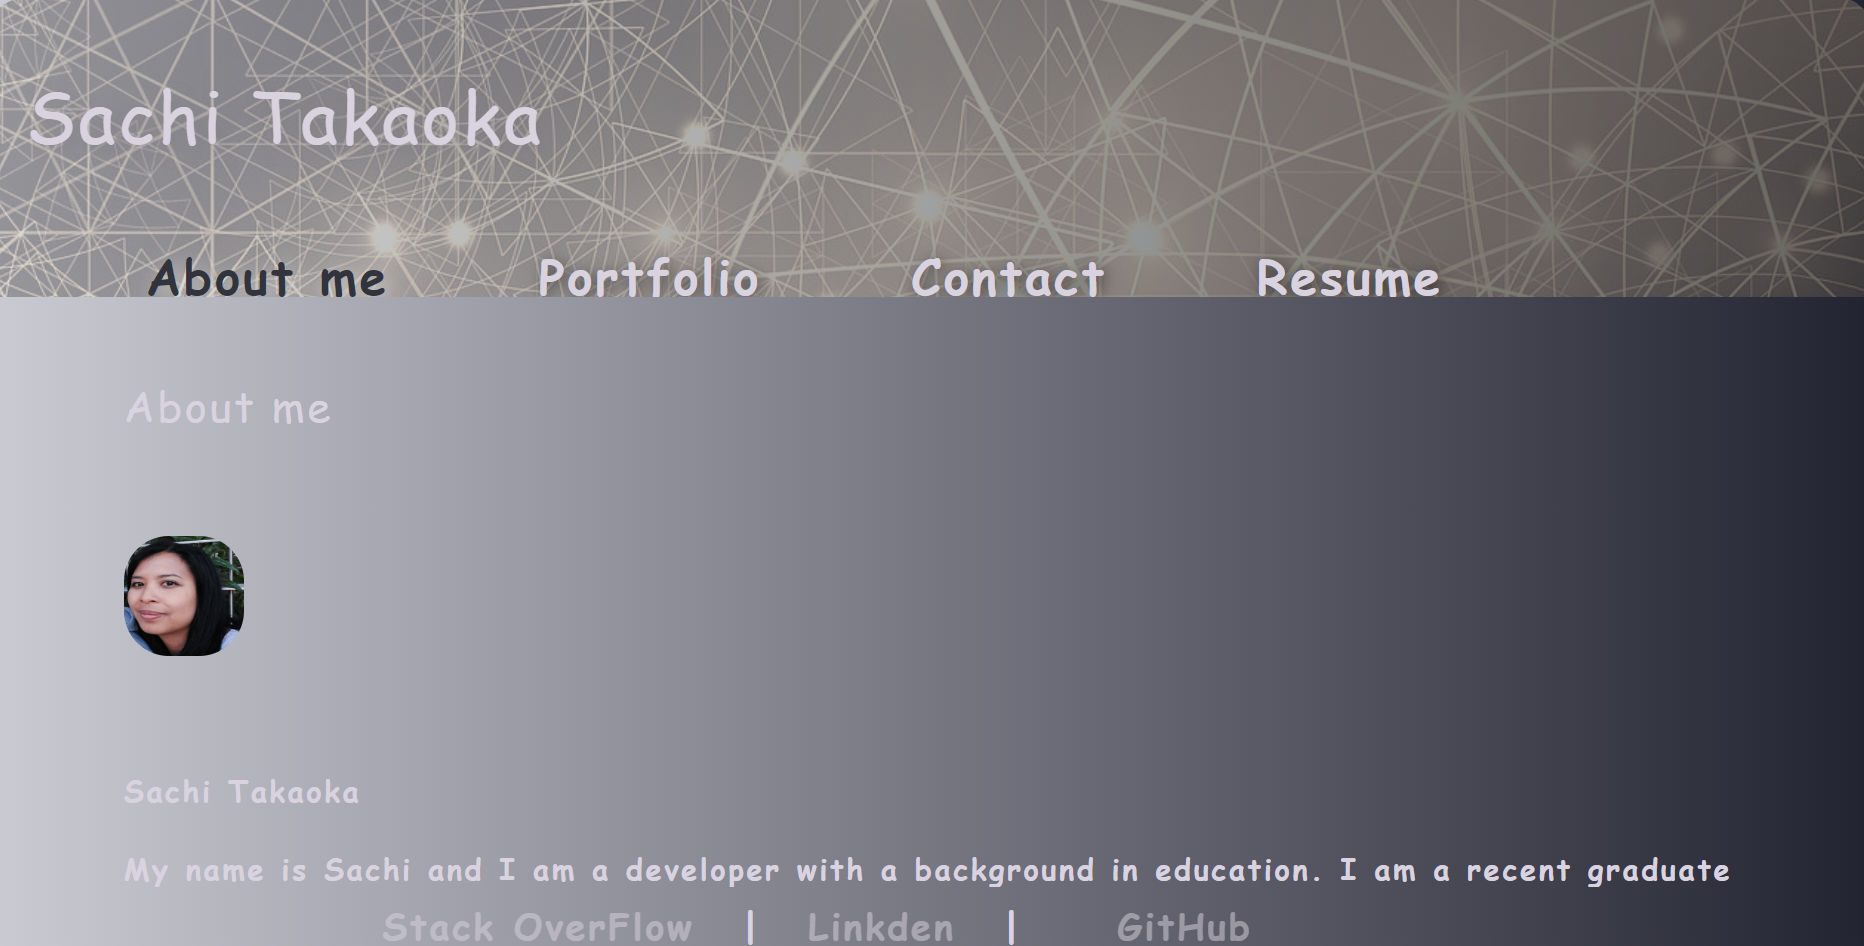 Sachi Takaoka
About me Portfolio Contact Resume
About me
Sachi Takaoka
My name is Sachi and I am a developer with a background in education. I am a recent graduate
Stack OverFlow | Linkden | GitHub